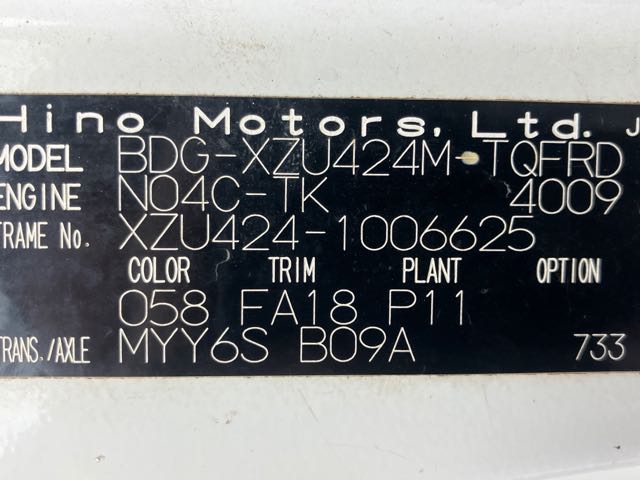 Hino Motors, Ltd. J
MODEL BDG-XZU424M-TQFRD
ENGINE N04C-TK 4009
FRAME No. XZU424-1006625
COLOR TRIM PLANT OPTION
058 FA18 P11
TRANS./AXLE MYY6S B09A 733